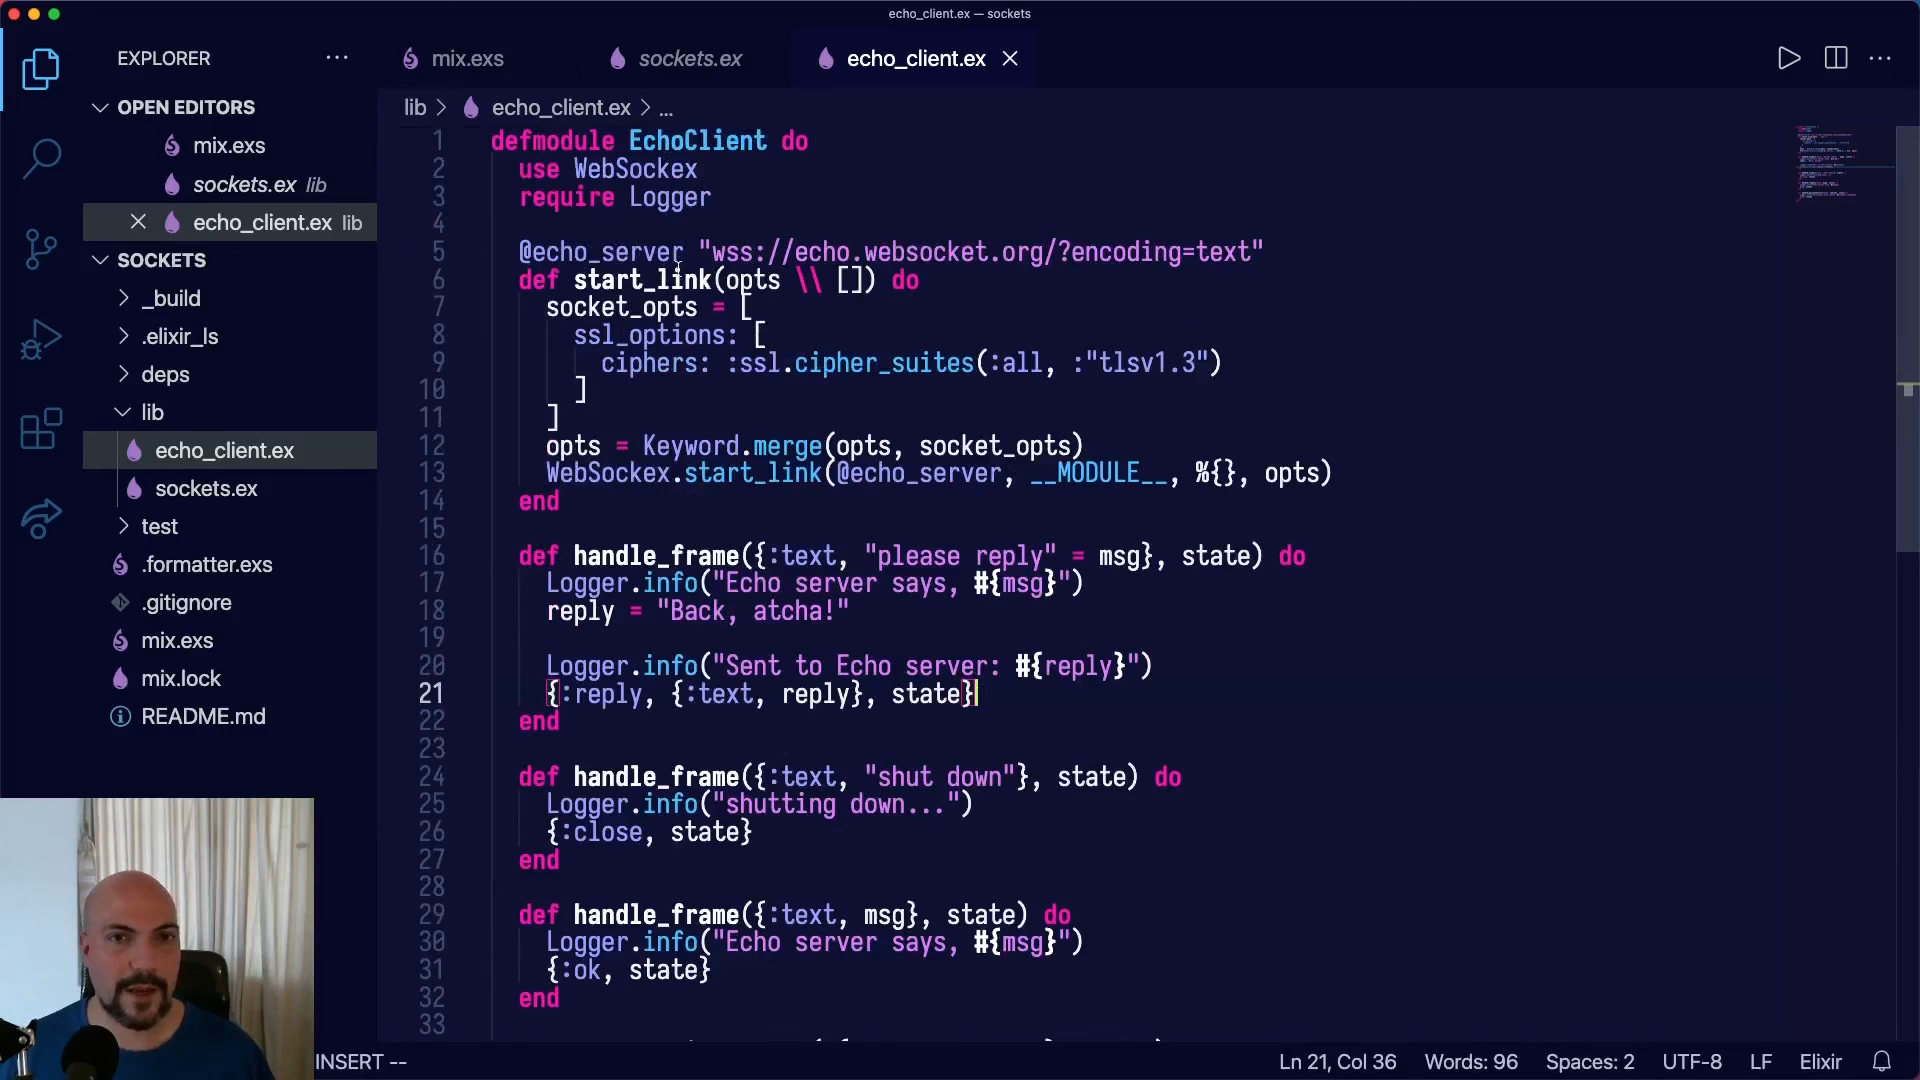 echo_client.ex — sockets
EXPLORER
mix.exs
sockets.ex
echo_client.ex
OPEN EDITORS
mix.exs
sockets.ex lib
echo_client.ex lib
SOCKETS
_build
.elixir_ls
deps
lib
echo_client.ex
sockets.ex
test
.formatter.exs
.gitignore
mix.exs
mix.lock
README.md
lib > echo_client.ex > ...
1 defmodule EchoClient do
2 use WebSockex
3 require Logger
4
5 @echo_server "wss://echo.websocket.org/?encoding=text"
6 def start_link(opts \\ []) do
7 socket_opts = [
8 ssl_options: [
9 ciphers: :ssl.cipher_suites(:all, :"tlsv1.3")
10 ]
11 ]
12 opts = Keyword.merge(opts, socket_opts)
13 WebSockex.start_link(@echo_server, __MODULE__, %{}, opts)
14 end
15
16 def handle_frame({:text, "please reply" = msg}, state) do
17 Logger.info("Echo server says, #{msg}")
18 reply = "Back, atcha!"
19
20 Logger.info("Sent to Echo server: #{reply}")
21 {:reply, {:text, reply}, state}
22 end
23
24 def handle_frame({:text, "shut down"}, state) do
25 Logger.info("shutting down...")
26 {:close, state}
27 end
28
29 def handle_frame({:text, msg}, state) do
30 Logger.info("Echo server says, #{msg}")
31 {:ok, state}
32 end
33
INSERT --
Ln 21, Col 36
Words: 96
Spaces: 2
UTF-8
LF
Elixir